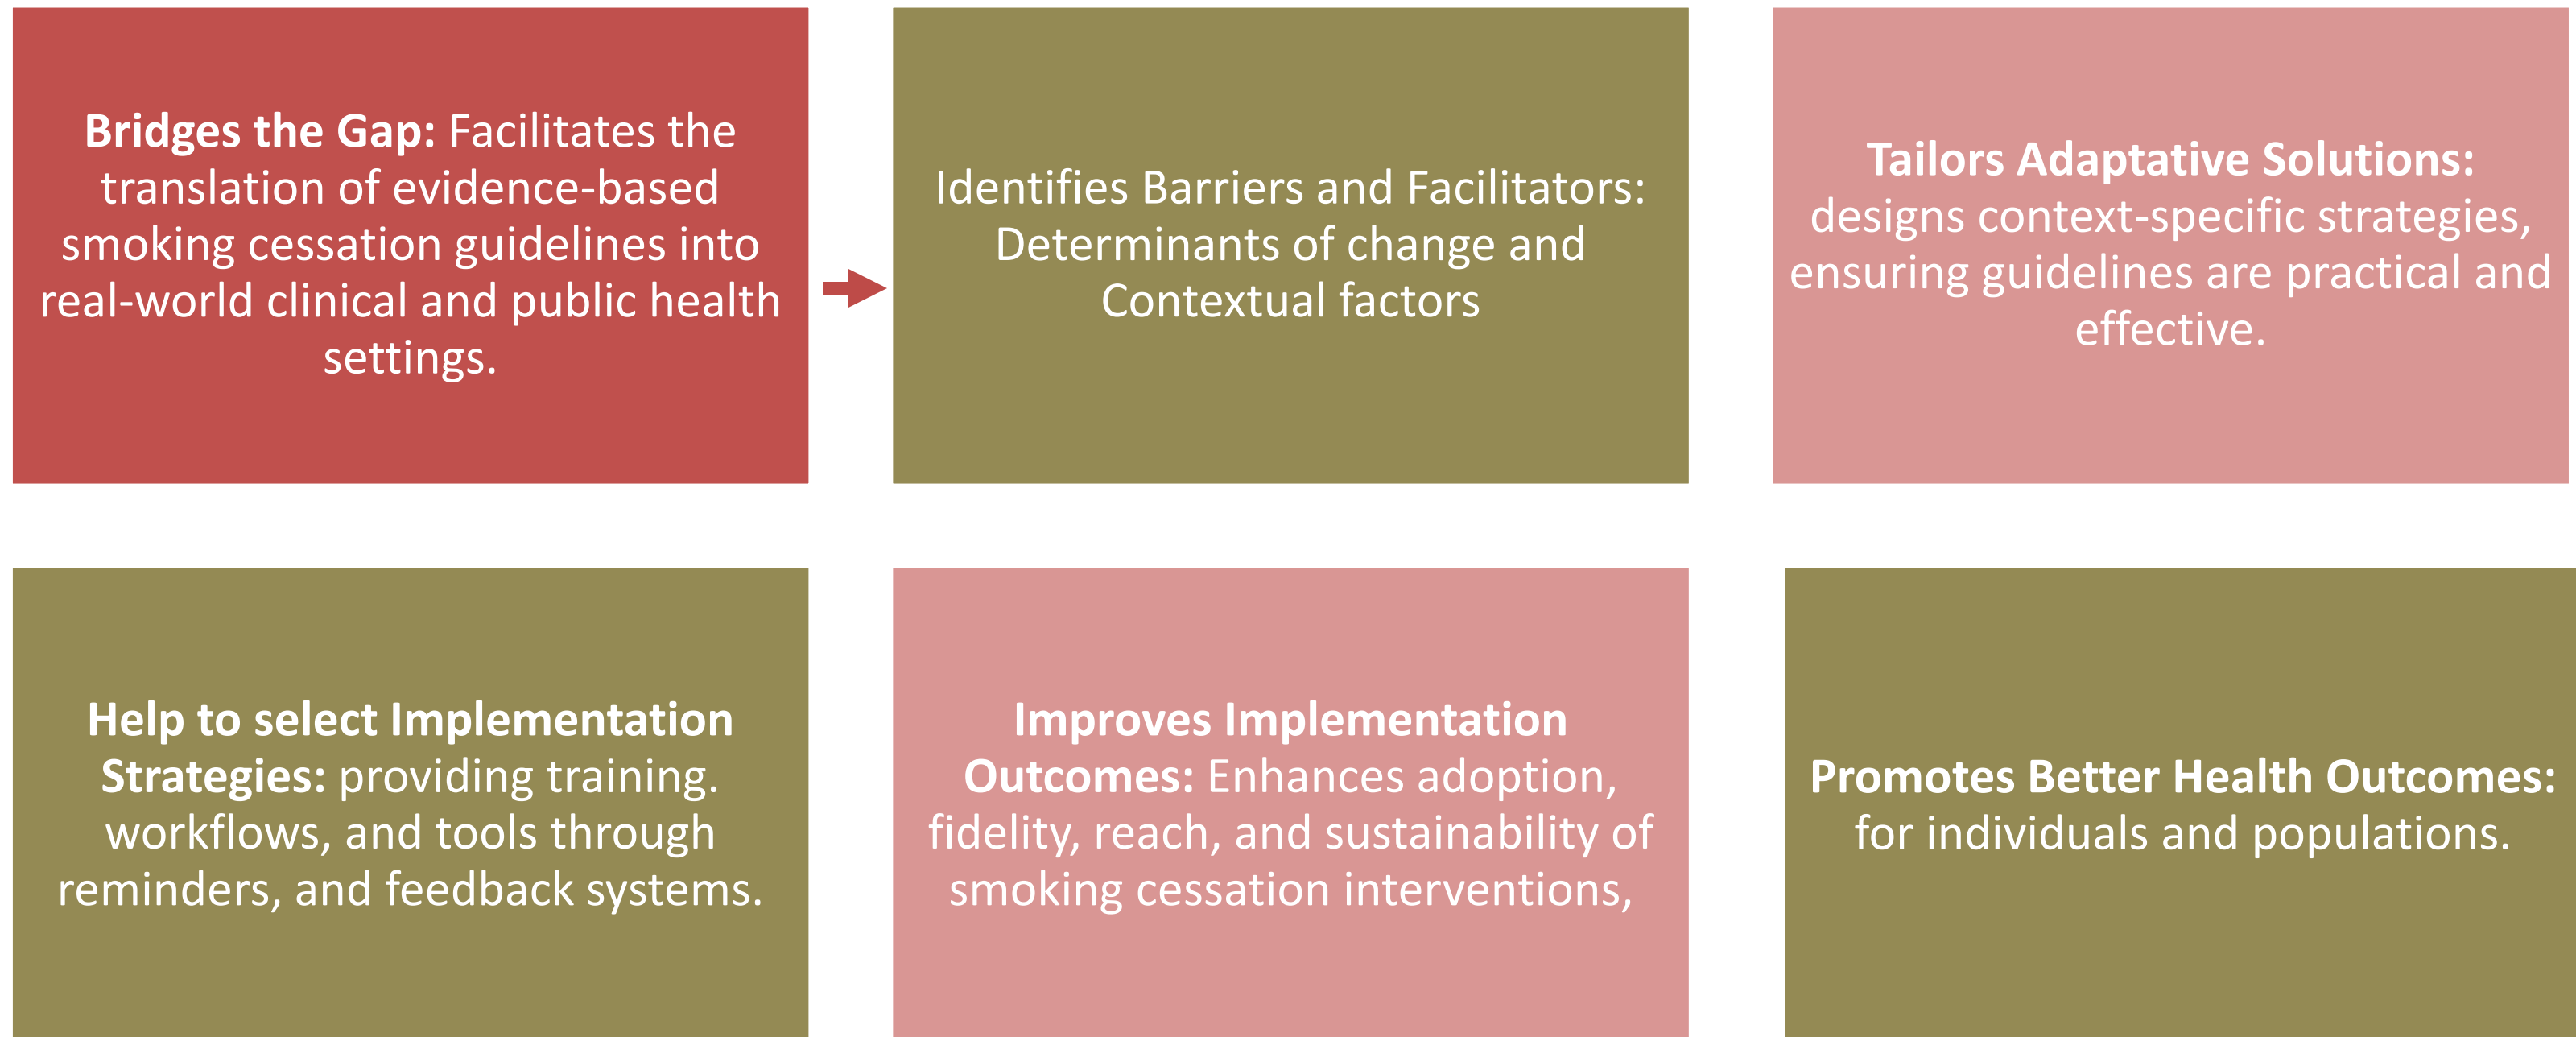 Bridges the Gap: Facilitates the
translation of evidence-based
smoking cessation guidelines into
real-world clinical and public health
settings.
Identifies Barriers and Facilitators:
Determinants of change and
Contextual factors
Tailors Adaptative Solutions:
designs context-specific strategies,
ensuring guidelines are practical and
effective.
Help to select Implementation
Strategies: providing training.
workflows, and tools through
reminders, and feedback systems.
Improves Implementation
Outcomes: Enhances adoption,
fidelity, reach, and sustainability of
smoking cessation interventions,
Promotes Better Health Outcomes:
for individuals and populations.